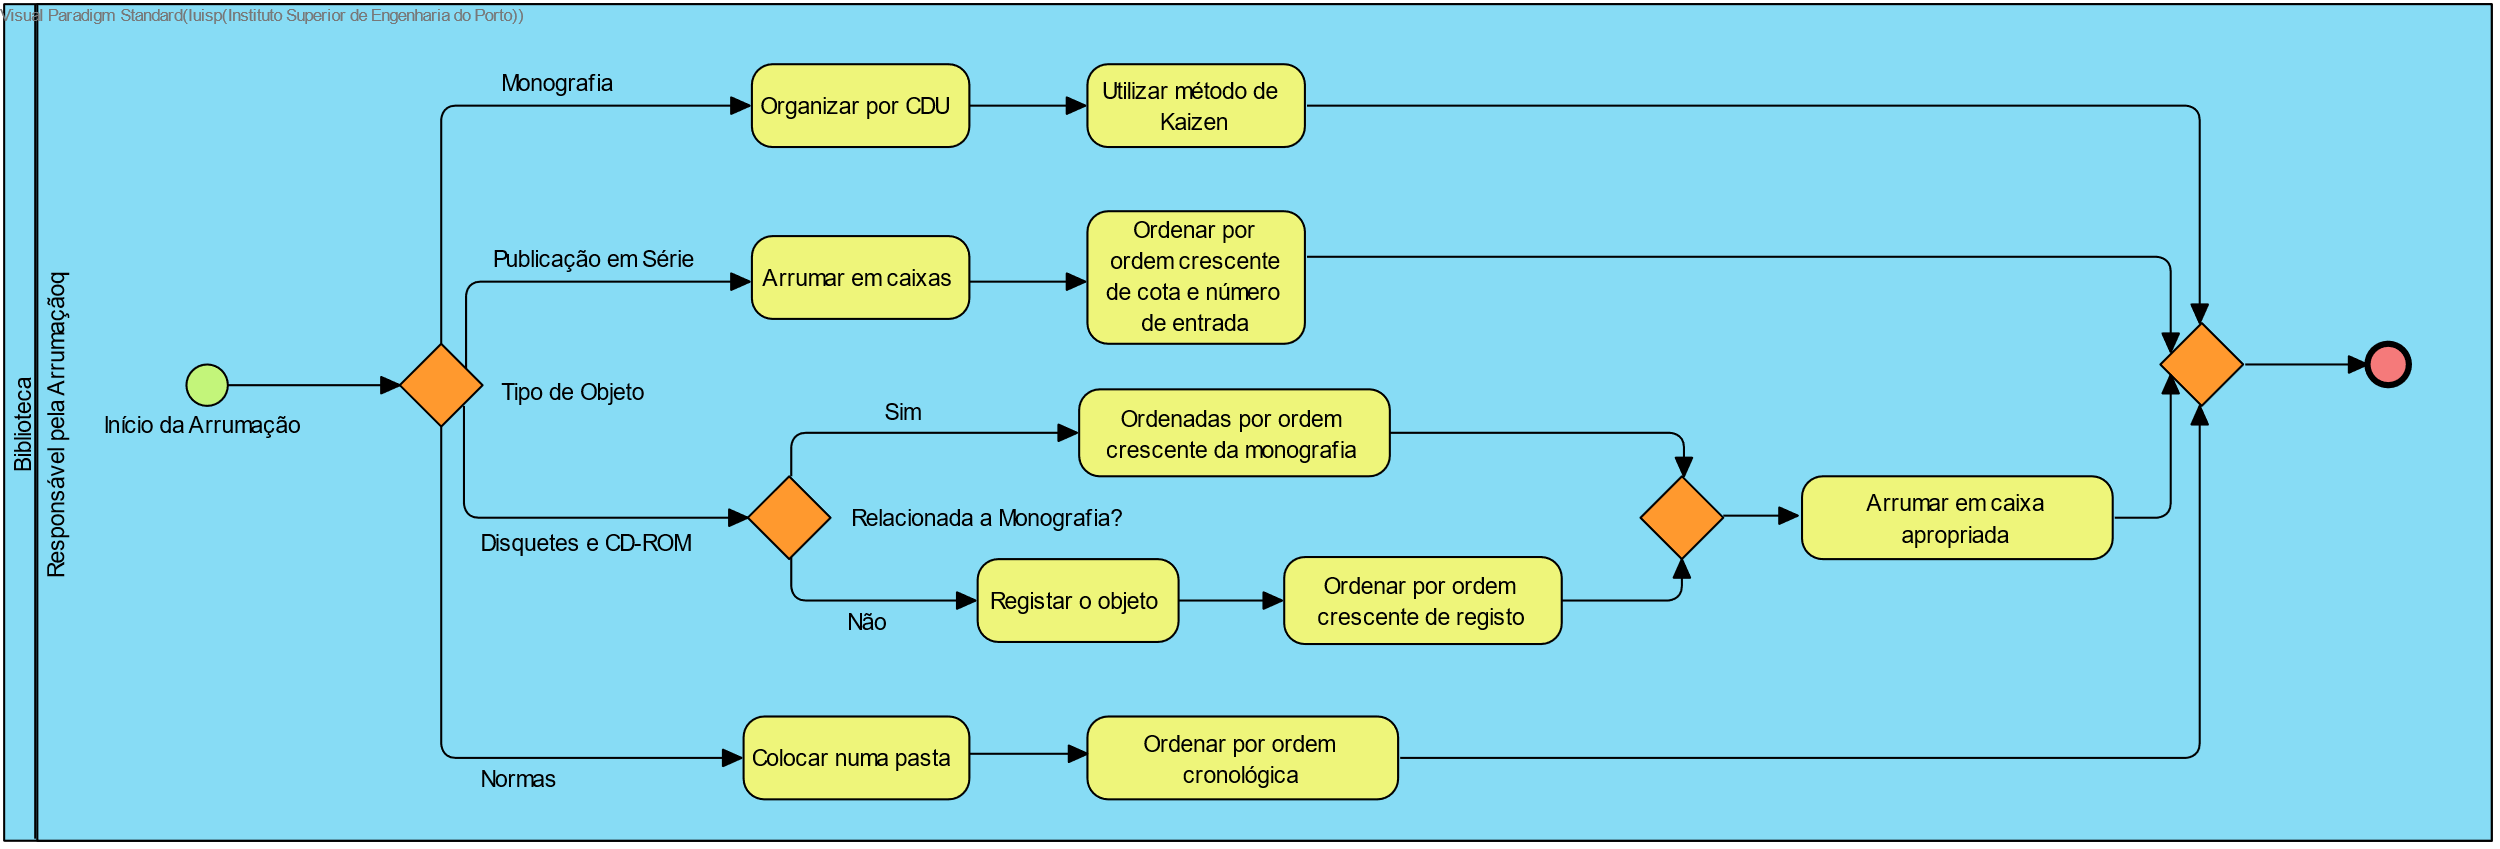 Visual Paradigm Standard(Iuisp(Instituto Superior de Engenharia do Porto))
Biblioteca
Responsável pela Arrumaçãoq
Início da Arrumação
Tipo de Objeto
Monografia
Organizar por CDU
Utilizar método de
Kaizen
Publicação em Série
Arrumar em caixas
Ordenar por
ordem crescente
de cota e número
de entrada
Disquetes e CD-ROM
Relacionada a Monografia?
Sim
Ordenadas por ordem
crescente da monografia
Não
Registar o objeto
Ordenar por ordem
crescente de registo
Arrumar em caixa
apropriada
Normas
Colocar numa pasta
Ordenar por ordem
cronológica